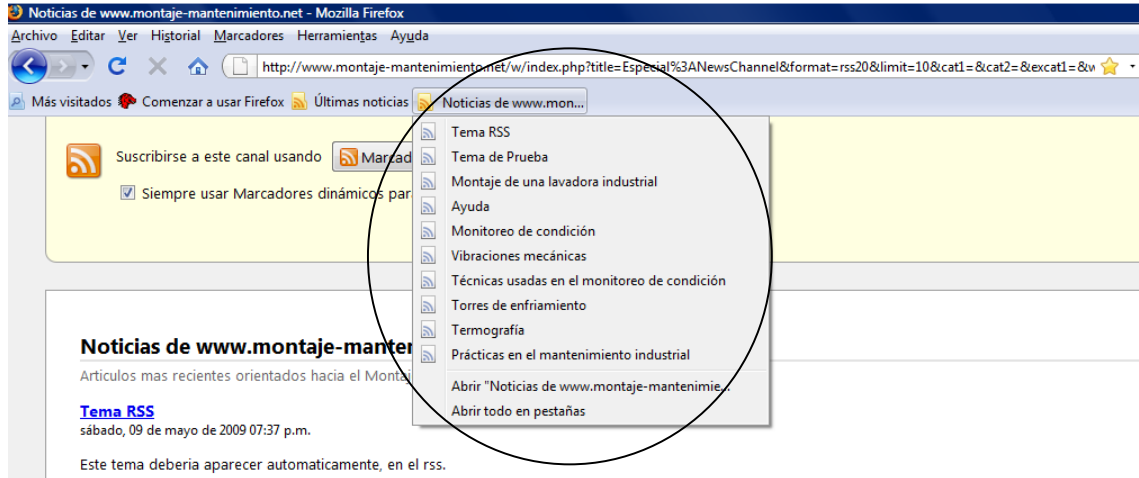 Noticias de www.montaje-mantenimiento.net - Mozilla Firefox
Archivo Editar Ver Historial Marcadores Herramientas Ayuda
http://www.montaje-mantenimiento.net/w/index.php?title=Especial%3ANewsChannel&format=rss20&limit=10&cat1=&cat2=&excat1=&w
Más visitados Comenzar a usar Firefox Últimas noticias Noticias de www.mon...
Suscribirse a este canal usando Marcad
Siempre usar Marcadores dinámicos par
Tema RSS
Tema de Prueba
Montaje de una lavadora industrial
Ayuda
Monitoreo de condición
Vibraciones mecánicas
Técnicas usadas en el monitoreo de condición
Torres de enfriamiento
Termografía
Prácticas en el mantenimiento industrial
Abrir "Noticias de www.montaje-mantenimie...
Abrir todo en pestañas
Noticias de www.montaje-manter
Articulos mas recientes orientados hacia el Montaj
Tema RSS
sábado, 09 de mayo de 2009 07:37 p.m.
Este tema deberia aparecer automaticamente, en el rss.